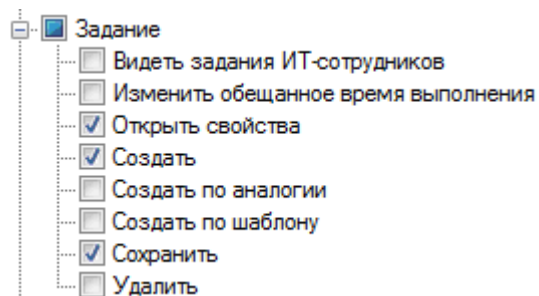 Задание
Видеть задания ИТ-сотрудников
Изменить обещанное время выполнения
Открыть свойства
Создать
Создать по аналогии
Создать по шаблону
Сохранить
Удалить